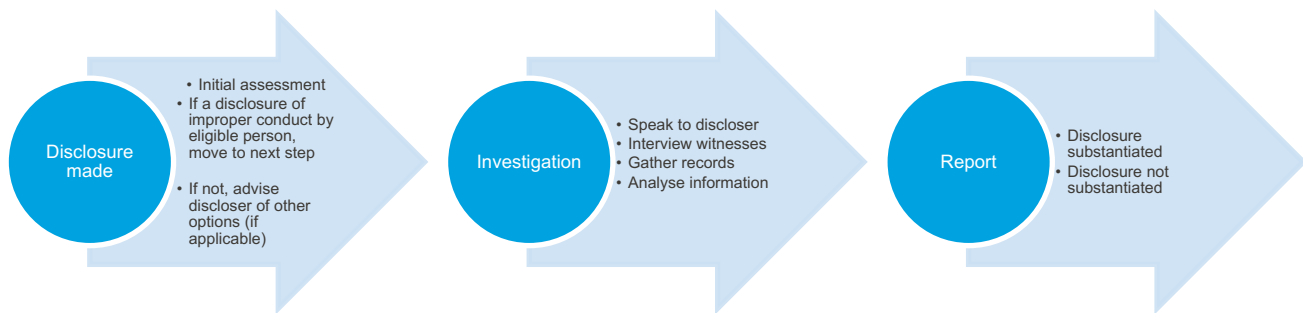 Disclosure
made
• Initial assessment
• If a disclosure of
improper conduct by
eligible person,
move to next step
• If not, advise
discloser of other
options (if
applicable)
Investigation
• Speak to discloser
• Interview witnesses
• Gather records
• Analyse information
Report
• Disclosure
substantiated
• Disclosure not
substantiated